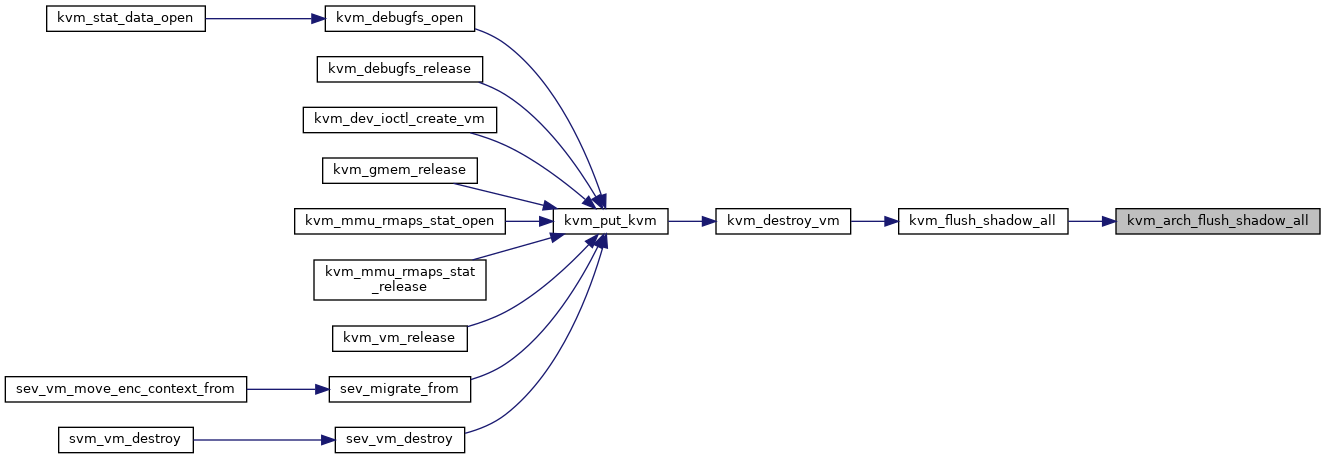 kvm_stat_data_open
kvm_debugfs_open
kvm_debugfs_release
kvm_dev_ioctl_create_vm
kvm_gmem_release
kvm_mmu_rmaps_stat_open
kvm_put_kvm
kvm_destroy_vm
kvm_flush_shadow_all
kvm_arch_flush_shadow_all
kvm_mmu_rmaps_stat
_release
kvm_vm_release
sev_vm_move_enc_context_from
sev_migrate_from
svm_vm_destroy
sev_vm_destroy